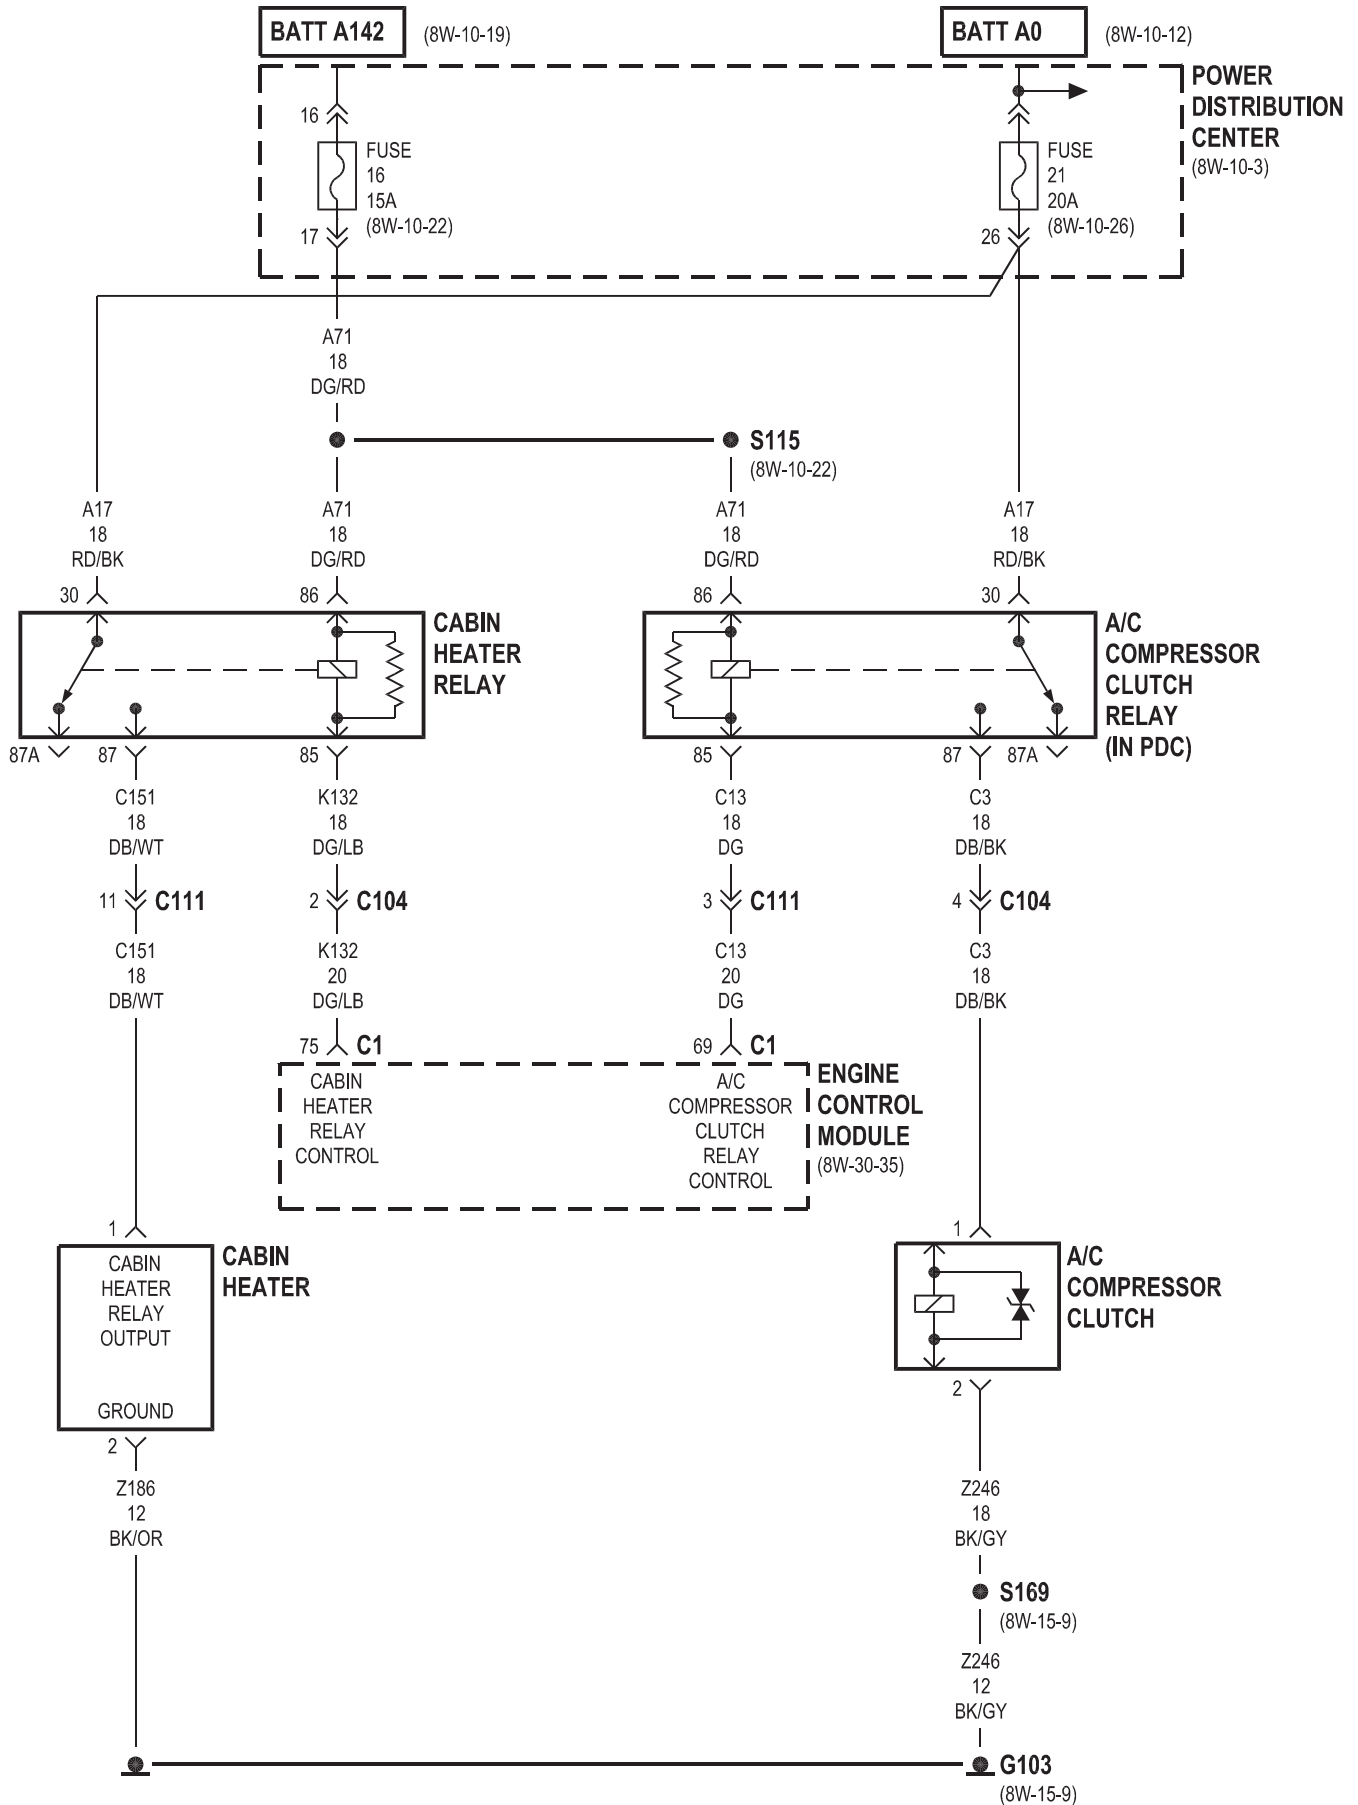 BATT A142
(8W-10-19)
BATT A0
(8W-10-12)
POWER
DISTRIBUTION
CENTER
(8W-10-3)
16
FUSE
16
15A
(8W-10-22)
17
FUSE
21
20A
(8W-10-26)
26
A71
18
DG/RD
S115
(8W-10-22)
A17
18
RD/BK
A71
18
DG/RD
A71
18
DG/RD
A17
18
RD/BK
30
86
86
30
CABIN
HEATER
RELAY
A/C
COMPRESSOR
CLUTCH
RELAY
(IN PDC)
87A
87
85
85
87
87A
C151
18
DB/WT
K132
18
DG/LB
C13
18
DG
C3
18
DB/BK
11
C111
2
C104
3
C111
4
C104
C151
18
DB/WT
K132
20
DG/LB
C13
20
DG
C3
18
DB/BK
75
C1
69
C1
CABIN
HEATER
RELAY
CONTROL
A/C
COMPRESSOR
CLUTCH
RELAY
CONTROL
ENGINE
CONTROL
MODULE
(8W-30-35)
1
CABIN
HEATER
RELAY
OUTPUT
GROUND
CABIN
HEATER
2
1
A/C
COMPRESSOR
CLUTCH
2
Z186
12
BK/OR
Z246
18
BK/GY
S169
(8W-15-9)
Z246
12
BK/GY
G103
(8W-15-9)